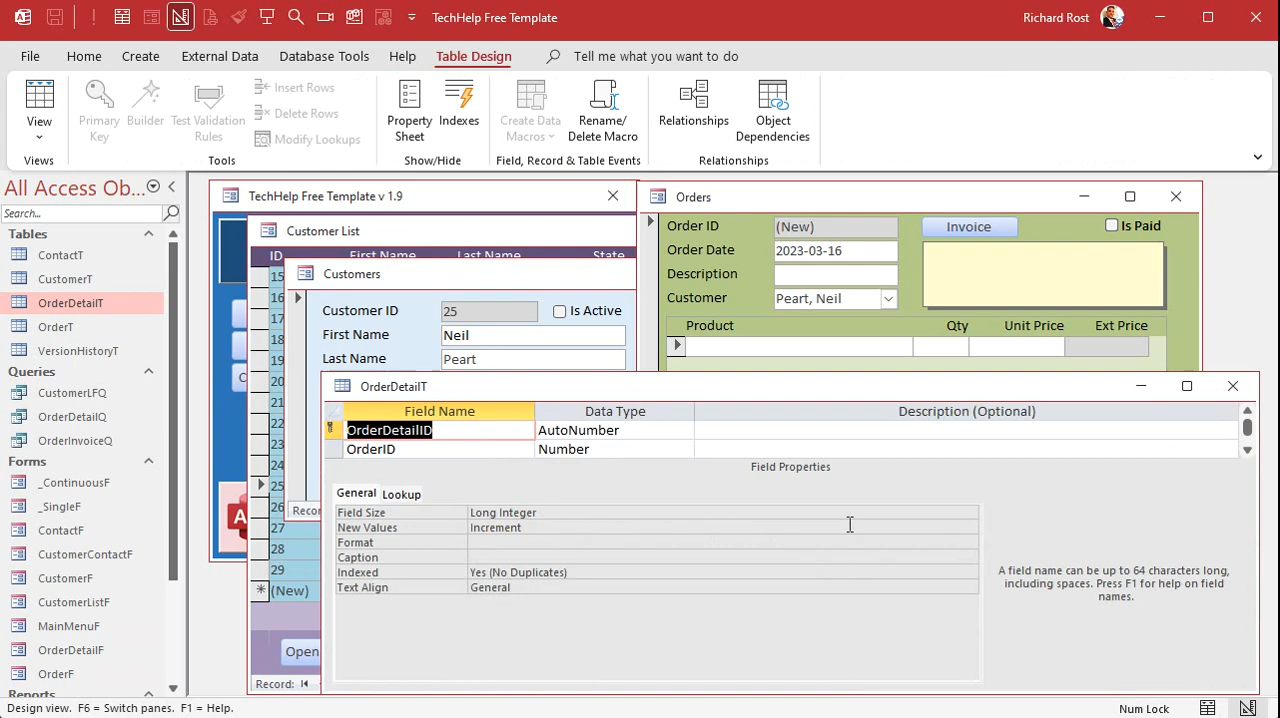 TechHelp Free Template
Richard Rost
File Home Create External Data Database Tools Help Table Design Tell me what you want to do
View
Views
Primary Key
Builder
Test Validation Rules
Insert Rows
Delete Rows
Modify Lookups
Tools
Property Sheet
Indexes
Show/Hide
Create Data Macros
Rename/ Delete Macro
Field, Record & Table Events
Relationships
Object Dependencies
Relationships
All Access Ob...
Search...
Tables
ContactT
CustomerT
OrderDetailT
OrderT
VersionHistoryT
Queries
CustomerLFQ
OrderDetailQ
OrderInvoiceQ
Forms
_ContinuousF
_SingleF
ContactF
CustomerContactF
CustomerF
CustomerListF
MainMenuF
OrderDetailF
OrderF
Reports
TechHelp Free Template v 1.9
Customer List
ID First Name Last Name State
15
16
17
18
19
20
21
22
23
24
25
26
27
28
29
(New)
Open
Record:
Customers
Customer ID 25 Is Active
First Name Neil
Last Name Peart
Recor
Orders
Order ID (New) Invoice Is Paid
Order Date 2023-03-16
Description
Customer Peart, Neil
Product Qty Unit Price Ext Price
OrderDetailT
Field Name Data Type Description (Optional)
OrderDetailID AutoNumber
OrderID Number
Field Properties
General Lookup
Field Size Long Integer
New Values Increment
Format
Caption
Indexed Yes (No Duplicates)
Text Align General
A field name can be up to 64 characters long,
including spaces. Press F1 for help on field
names.
Design view. F6 = Switch panes. F1 = Help.
Num Lock